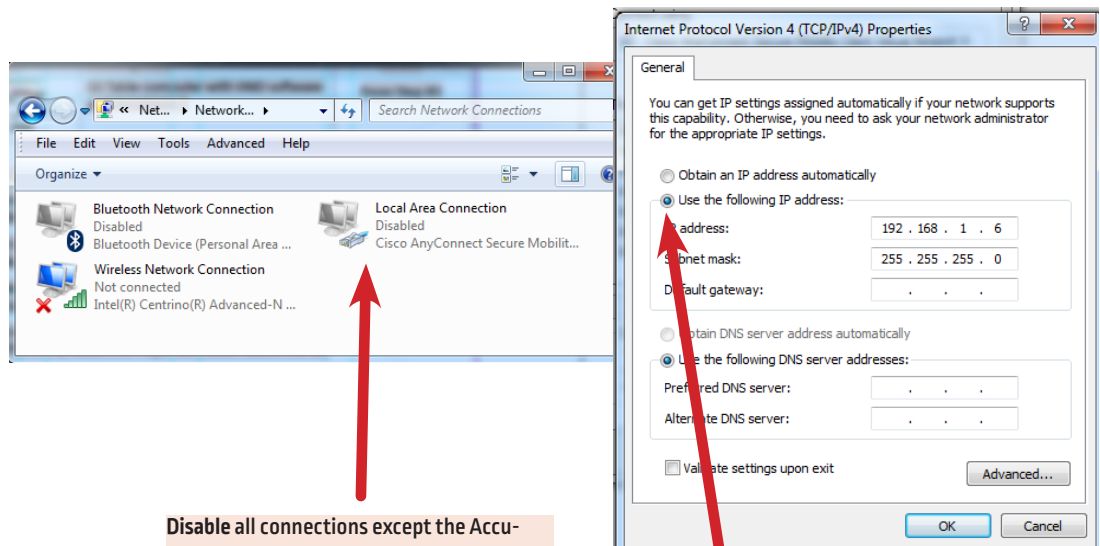 « Net... Network... Search Network Connections
File Edit View Tools Advanced Help
Organize
Bluetooth Network Connection
Disabled
Bluetooth Device (Personal Area ...
Wireless Network Connection
Not connected
Intel(R) Centrino(R) Advanced-N ...
Local Area Connection
Disabled
Cisco AnyConnect Secure Mobilit...
Disable all connections except the Accu-
Internet Protocol Version 4 (TCP/IPv4) Properties
General
You can get IP settings assigned automatically if your network supports
this capability. Otherwise, you need to ask your network administrator
for the appropriate IP settings.
Obtain an IP address automatically
Use the following IP address:
IP address: 192 . 168 . 1 . 6
Subnet mask: 255 . 255 . 255 . 0
Default gateway: . . .
Obtain DNS server address automatically
Use the following DNS server addresses:
Preferred DNS server: . . .
Alternate DNS server: . . .
Validate settings upon exit
Advanced...
OK Cancel